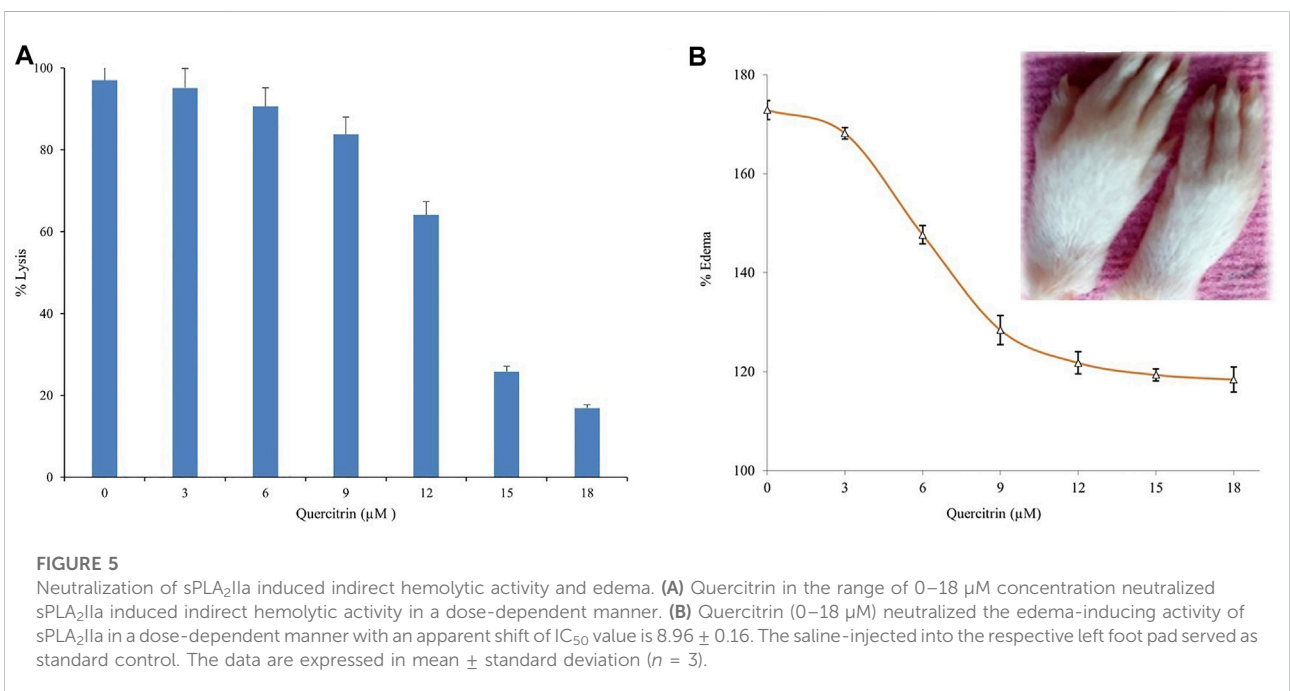 A
100
80
60
40
20
0
% Lysis
0 3 6 9 12 15 18
Quercitrin (µM )
B
180
160
140
120
100
% Edema
0 3 6 9 12 15 18
Quercitrin (µM)
FIGURE 5
Neutralization of sPLA₂IIa induced indirect hemolytic activity and edema. (A) Quercitrin in the range of 0–18 µM concentration neutralized
sPLA₂IIa induced indirect hemolytic activity in a dose-dependent manner. (B) Quercitrin (0–18 µM) neutralized the edema-inducing activity of
sPLA₂IIa in a dose-dependent manner with an apparent shift of IC₅₀ value is 8.96 ± 0.16. The saline-injected into the respective left foot pad served as
standard control. The data are expressed in mean ± standard deviation (n = 3).